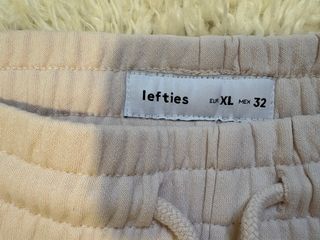 lefties EUR XL MEX 32